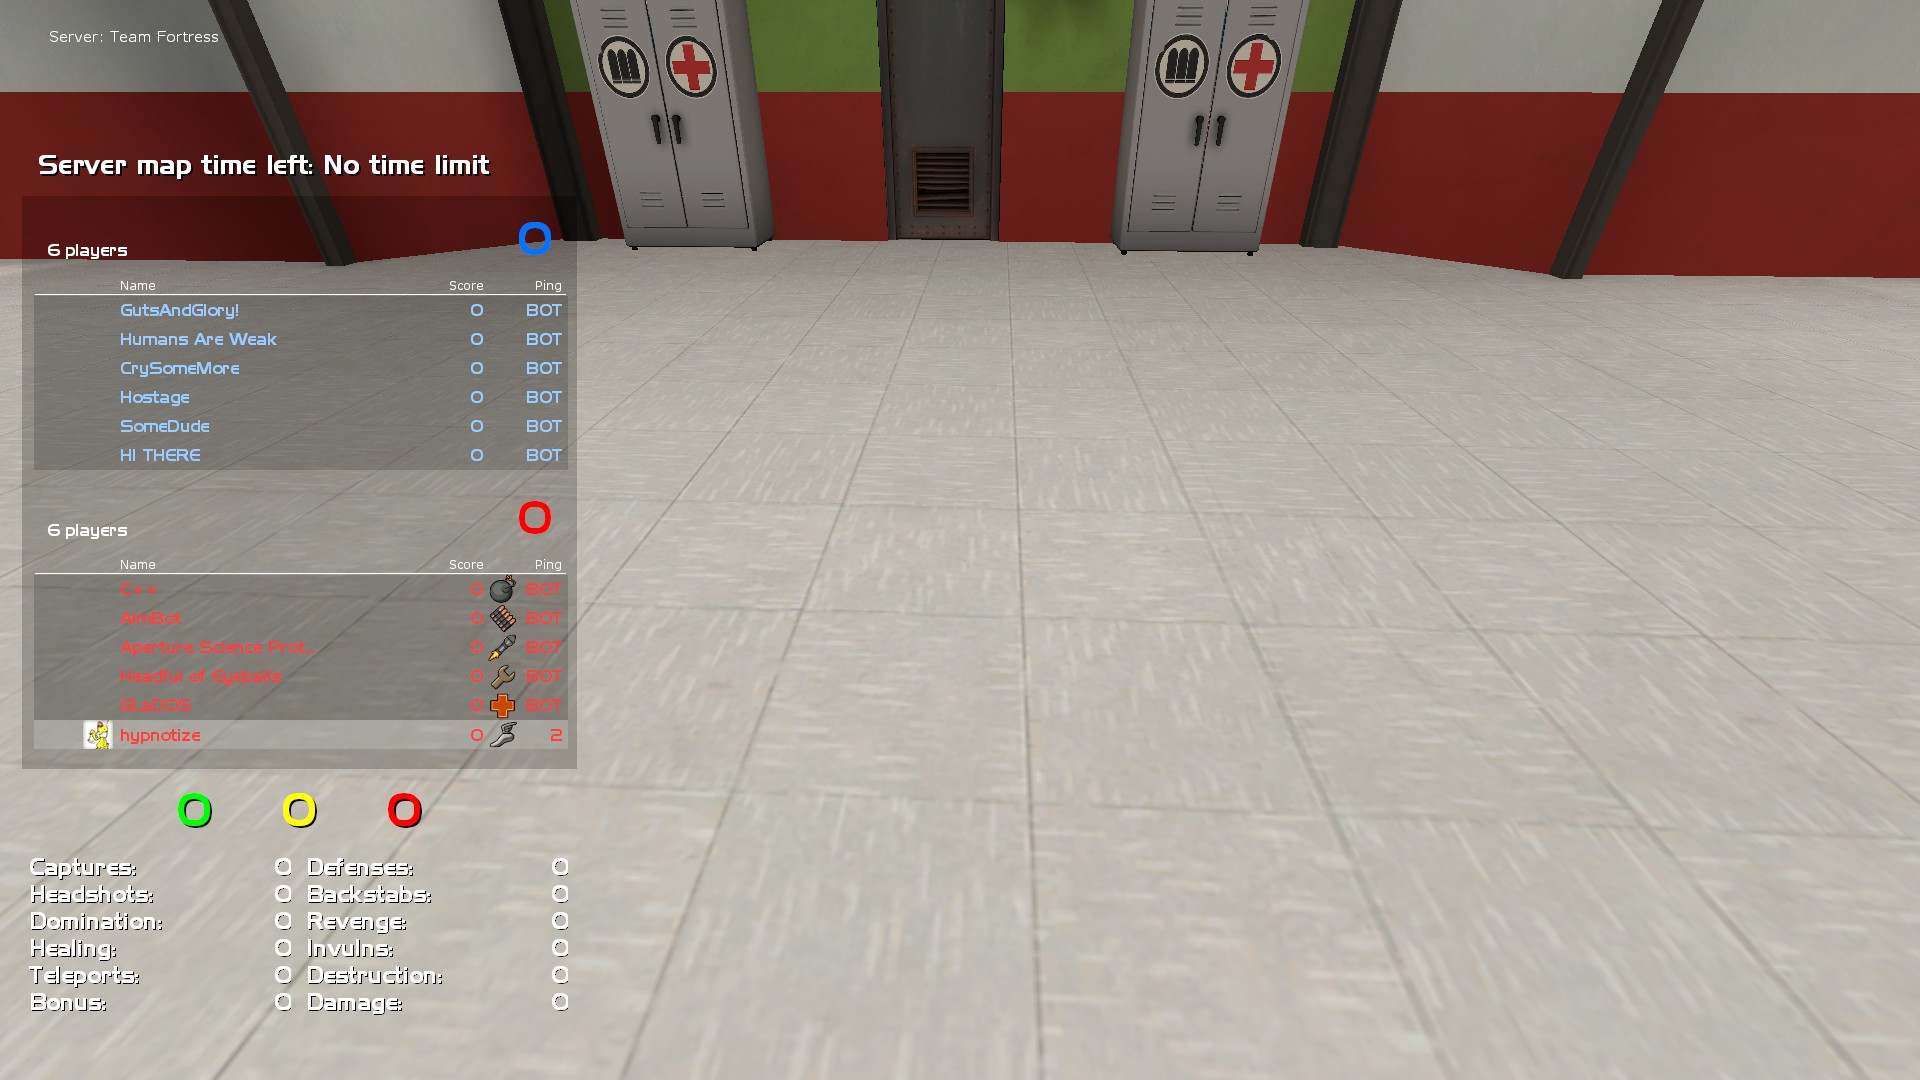 Server: Team Fortress
Server map time left: No time limit
6 players 0
Name Score Ping
GutsAndGlory! 0 BOT
Humans Are Weak 0 BOT
CrySomeMore 0 BOT
Hostage 0 BOT
SomeDude 0 BOT
HI THERE 0 BOT
6 players 0
Name Score Ping
C++ 0 BOT
AimBot 0 BOT
Aperture Science Prot... 0 BOT
Headful of Eyeballs 0 BOT
GLaDOS 0 BOT
hypnotize 0 2
0 0 0
Captures: 0 Defenses: 0
Headshots: 0 Backstabs: 0
Domination: 0 Revenge: 0
Healing: 0 Invulns: 0
Teleports: 0 Destruction: 0
Bonus: 0 Damage: 0